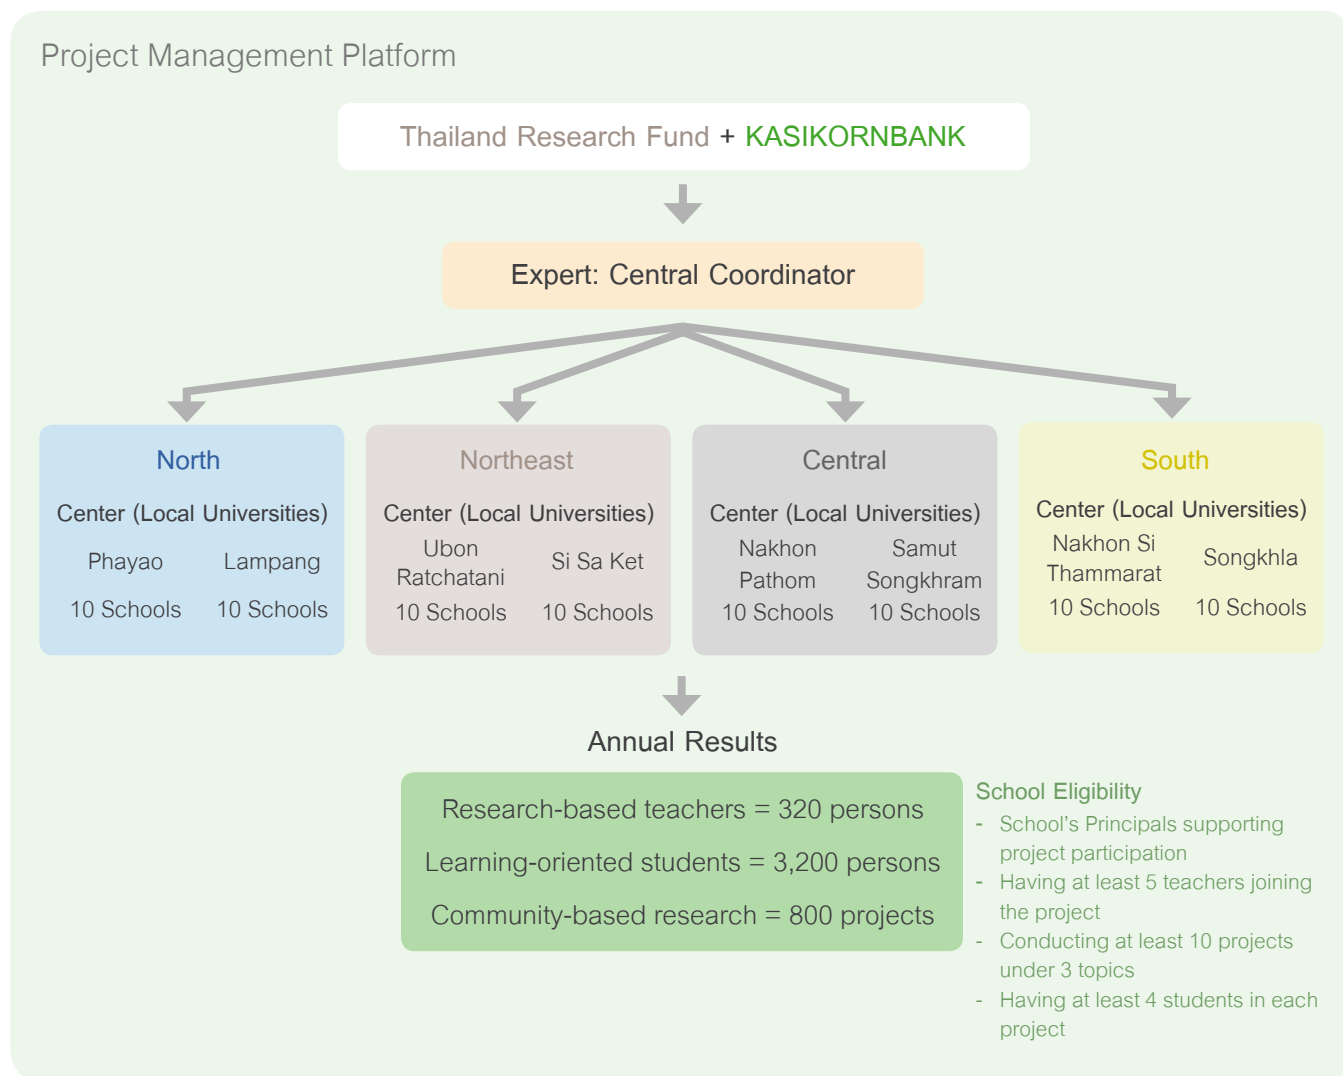 Project Management Platform
Thailand Research Fund + KASIKORNBANK
Expert: Central Coordinator
North
Center (Local Universities)
Phayao Lampang
10 Schools 10 Schools
Northeast
Center (Local Universities)
Ubon
Ratchatani
Si Sa Ket
10 Schools 10 Schools
Central
Center (Local Universities)
Nakhon
Pathom
Samut
Songkhram
10 Schools 10 Schools
South
Center (Local Universities)
Nakhon Si
Thammarat
Songkhla
10 Schools 10 Schools
Annual Results
Research-based teachers = 320 persons
Learning-oriented students = 3,200 persons
Community-based research = 800 projects
School Eligibility
- School's Principals supporting
project participation
- Having at least 5 teachers joining
the project
- Conducting at least 10 projects
under 3 topics
- Having at least 4 students in each
project